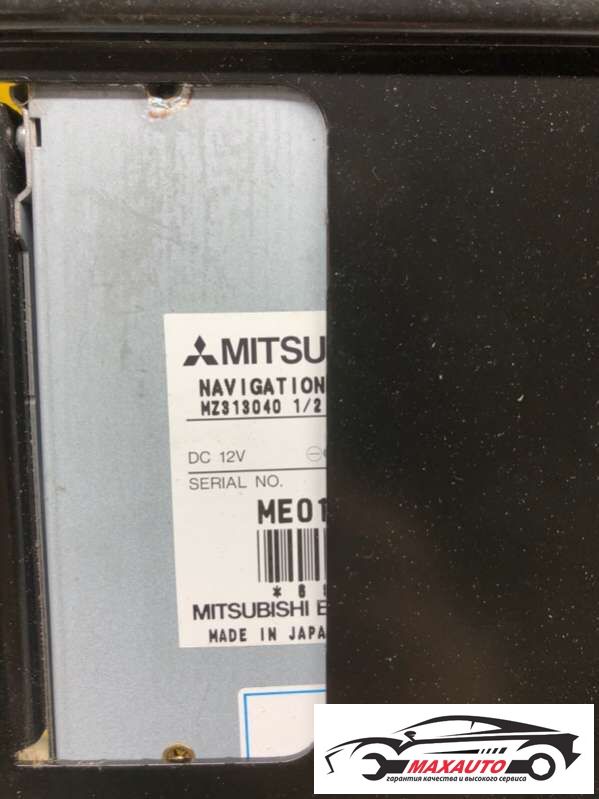 MITSU
NAVIGATION
MZ313040 1/2
DC 12V
SERIAL NO.
ME01
* 8
MITSUBISHI E
MADE IN JAPA
MAXAUTO
гарантия качества и высокого сервиса